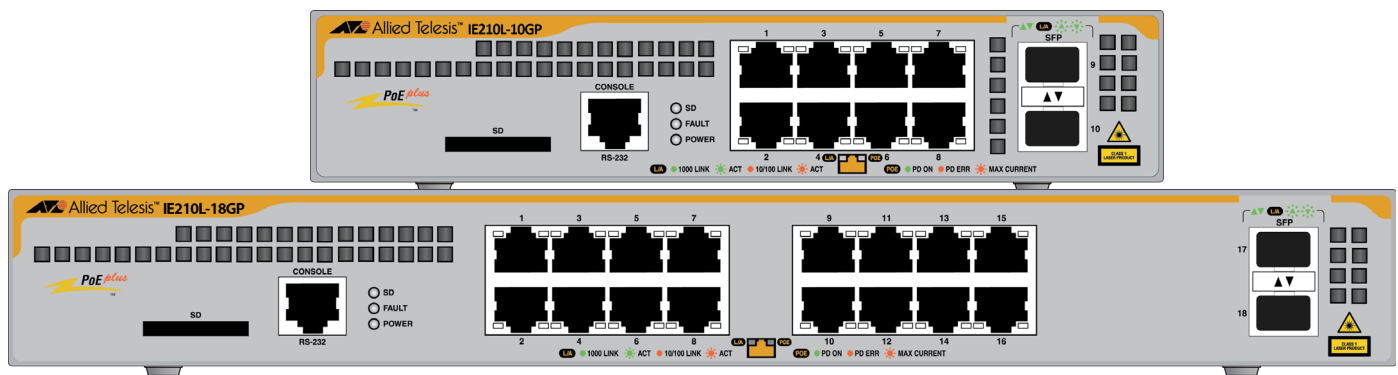 Allied Telesis™ IE210L-10GP
L/A
SFP
1 3 5 7
9
PoE plus
™
CONSOLE
SD
SD
FAULT
POWER
10
RS-232
2 4 L/A POE 6 8
CLASS 1
LASER PRODUCT
L/A 1000 LINK ACT 10/100 LINK ACT POE PD ON PD ERR MAX CURRENT
Allied Telesis™ IE210L-18GP
L/A
SFP
1 3 5 7 9 11 13 15
17
PoE plus
™
CONSOLE
SD
SD
FAULT
POWER
18
RS-232
2 4 6 8 L/A POE 10 12 14 16
CLASS 1
LASER PRODUCT
L/A 1000 LINK ACT 10/100 LINK ACT POE PD ON PD ERR MAX CURRENT